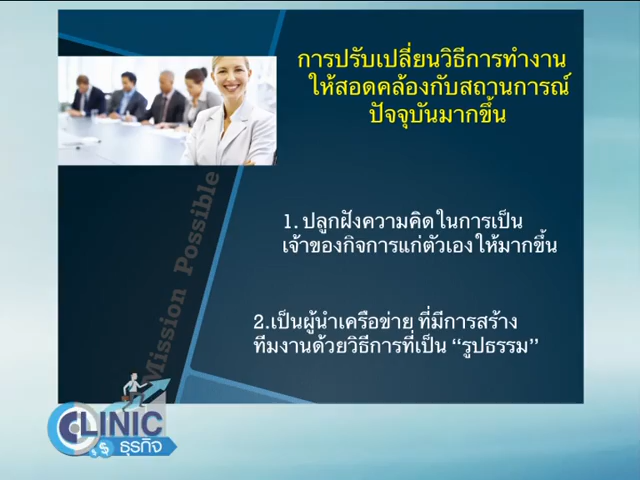 การปรับเปลี่ยนวิธีการทำงาน
ให้สอดคล้องกับสถานการณ์
ปัจจุบันมากขึ้น
1. ปลูกฝังความคิด ในการเป็น
เจ้าของกิจการแก่ตัวเอง ให้มากขึ้น
2.เป็นผู้นำเครือข่าย ที่มีการสร้าง
ทีมงานด้วยวิธีการที่เป็น “รูปธรรม”
Mission Possible
CLINIC
$$ ธุรกิจ